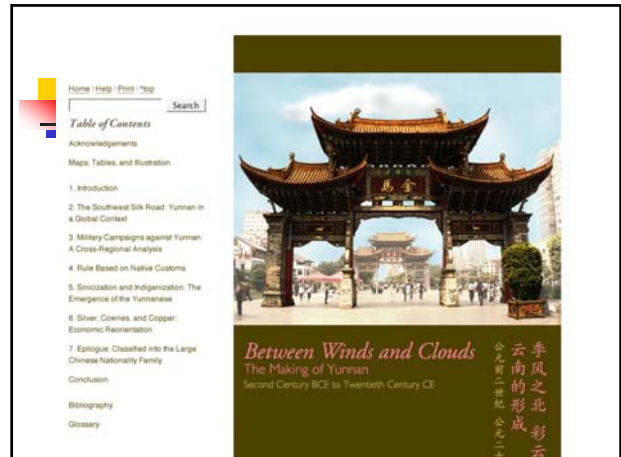 Home | Help | Print | ^top
Search
Table of Contents
Acknowledgements
Maps, Tables, and Illustration
1. Introduction
2. The Southwest Silk Road: Yunnan in
a Global Context
3. Military Campaigns against Yunnan:
A Cross-Regional Analysis
4. Rule Based on Native Customs
5. Sinicization and Indigenization: The
Emergence of the Yunnanese
6. Silver, Cowries, and Copper:
Economic Reorientation
7. Epilogue: Classified into the Large
Chinese Nationality Family
Conclusion
Bibliography
Glossary
金馬
Between Winds and Clouds
The Making of Yunnan
Second Century BCE to Twentieth Century CE
季风之北 彩云
云南的形成
公元前二世纪 公元二十